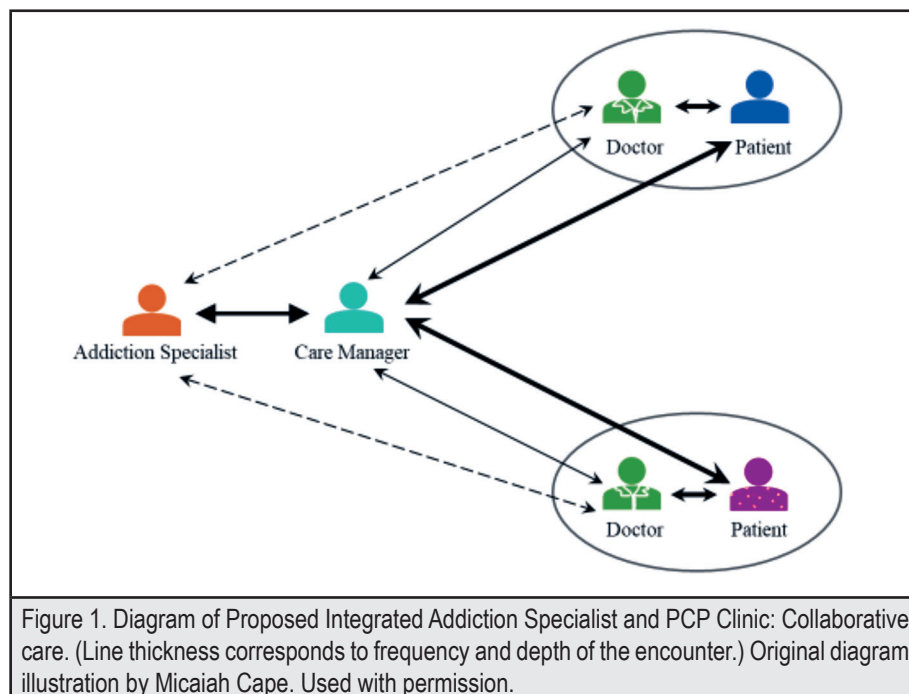 Doctor
Patient
Addiction Specialist
Care Manager
Doctor
Patient
Figure 1. Diagram of Proposed Integrated Addiction Specialist and PCP Clinic: Collaborative
care. (Line thickness corresponds to frequency and depth of the encounter.) Original diagram
illustration by Micaiah Cape. Used with permission.